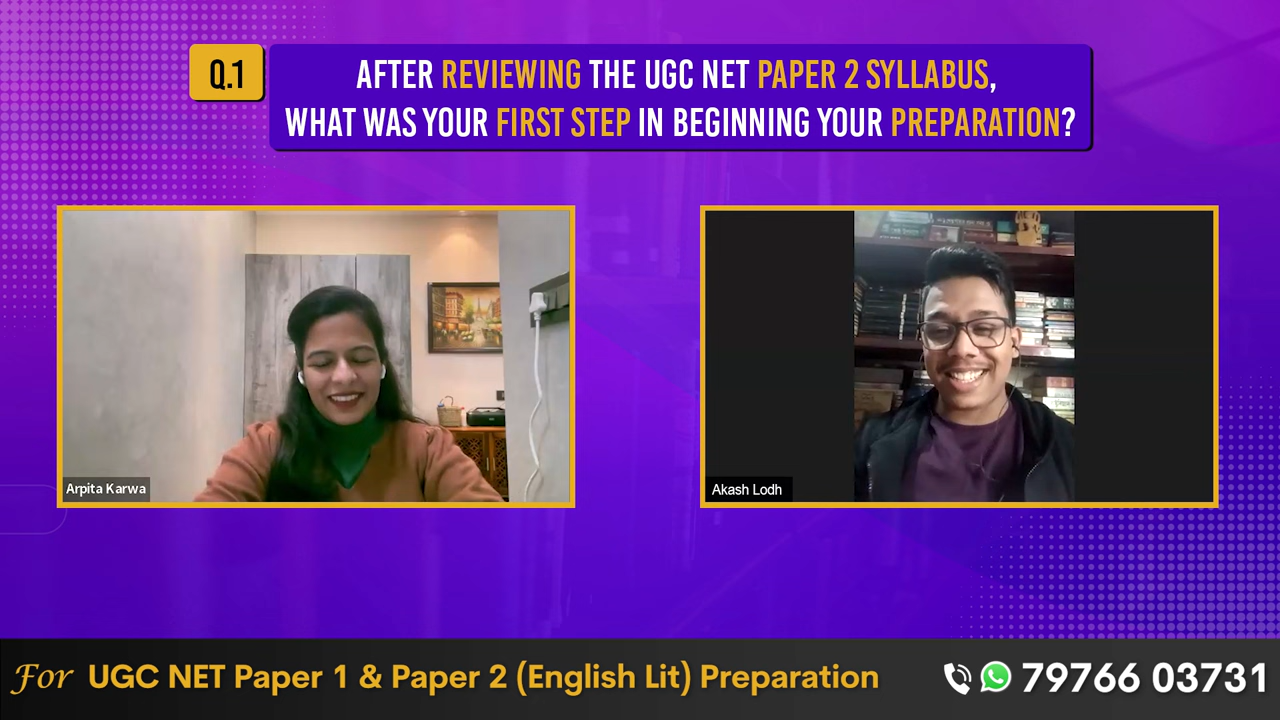 Q.1
AFTER REVIEWING THE UGC NET PAPER 2 SYLLABUS,
WHAT WAS YOUR FIRST STEP IN BEGINNING YOUR PREPARATION?
Arpita Karwa
Akash Lodh
For UGC NET Paper 1 & Paper 2 (English Lit) Preparation
79766 03731